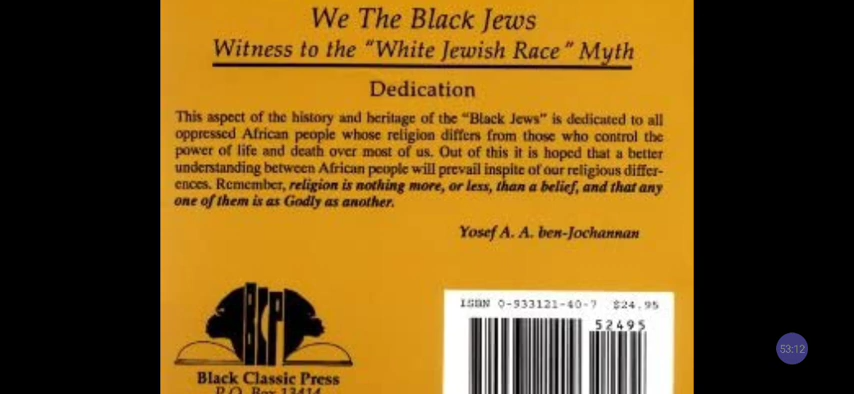 We The Black Jews
Witness to the “White Jewish Race” Myth
Dedication
This aspect of the history and heritage of the “Black Jews” is dedicated to all
oppressed African people whose religion differs from those who control the
power of life and death over most of us. Out of this it is hoped that a better
understanding between African people will prevail inspite of our religious differ-
ences. Remember, religion is nothing more, or less, than a belief, and that any
one of them is as Godly as another.
Yosef A. A. ben-Jochannan
ISBN 0-933121-40-7 $24.95
52495
BCP
Black Classic Press
P.O. Box 13414
53:12